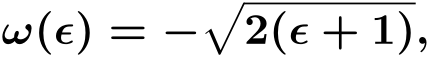 ω(ϵ) = −√2(ϵ + 1),